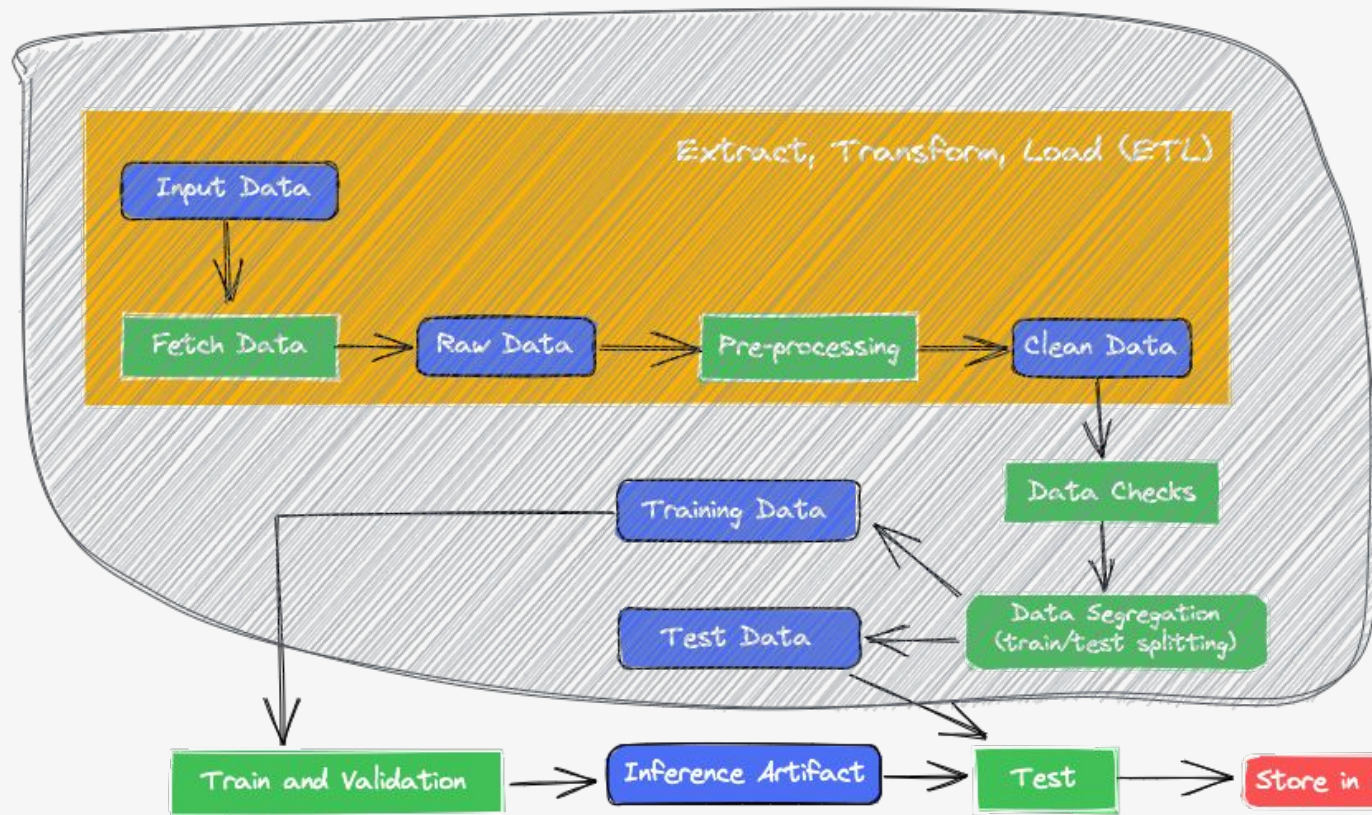 Extract, Transform, Load (ETL)
Input Data
Fetch Data
Raw Data
Pre-processing
Clean Data
Data Checks
Training Data
Data Segregation
(train/test splitting)
Test Data
Train and Validation
Inference Artifact
Test
Store in